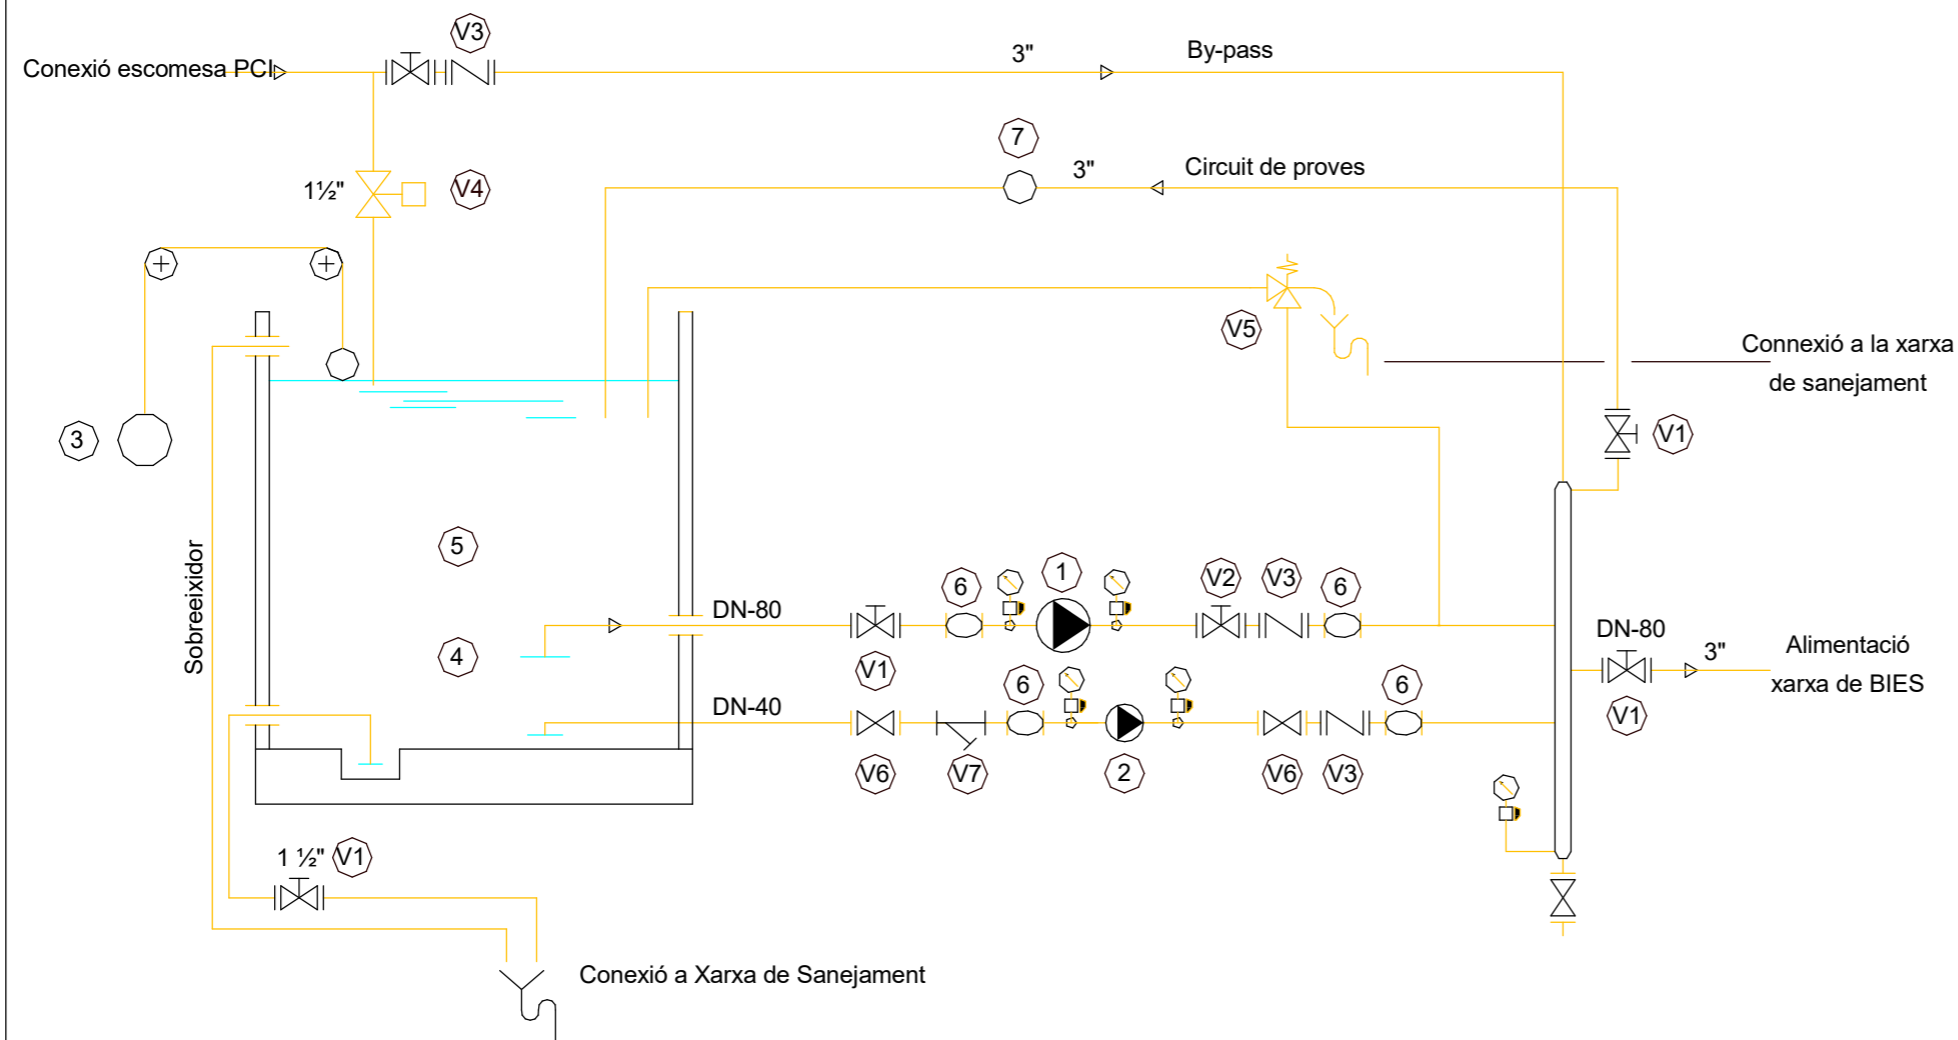 V3
3"
By-pass
Conexió escomesa PCI
7
3"
Circuit de proves
1½"
V4
V5
Connexió a la xarxa
de sanejament
3
V1
Sobreeixidor
5
4
DN-80
6
1
V2
V3
6
V1
DN-80
3"
Alimentació
xarxa de BIES
V1
DN-40
6
6
V6
V7
2
V6
V3
1 ½"
V1
Conexió a Xarxa de Sanejament